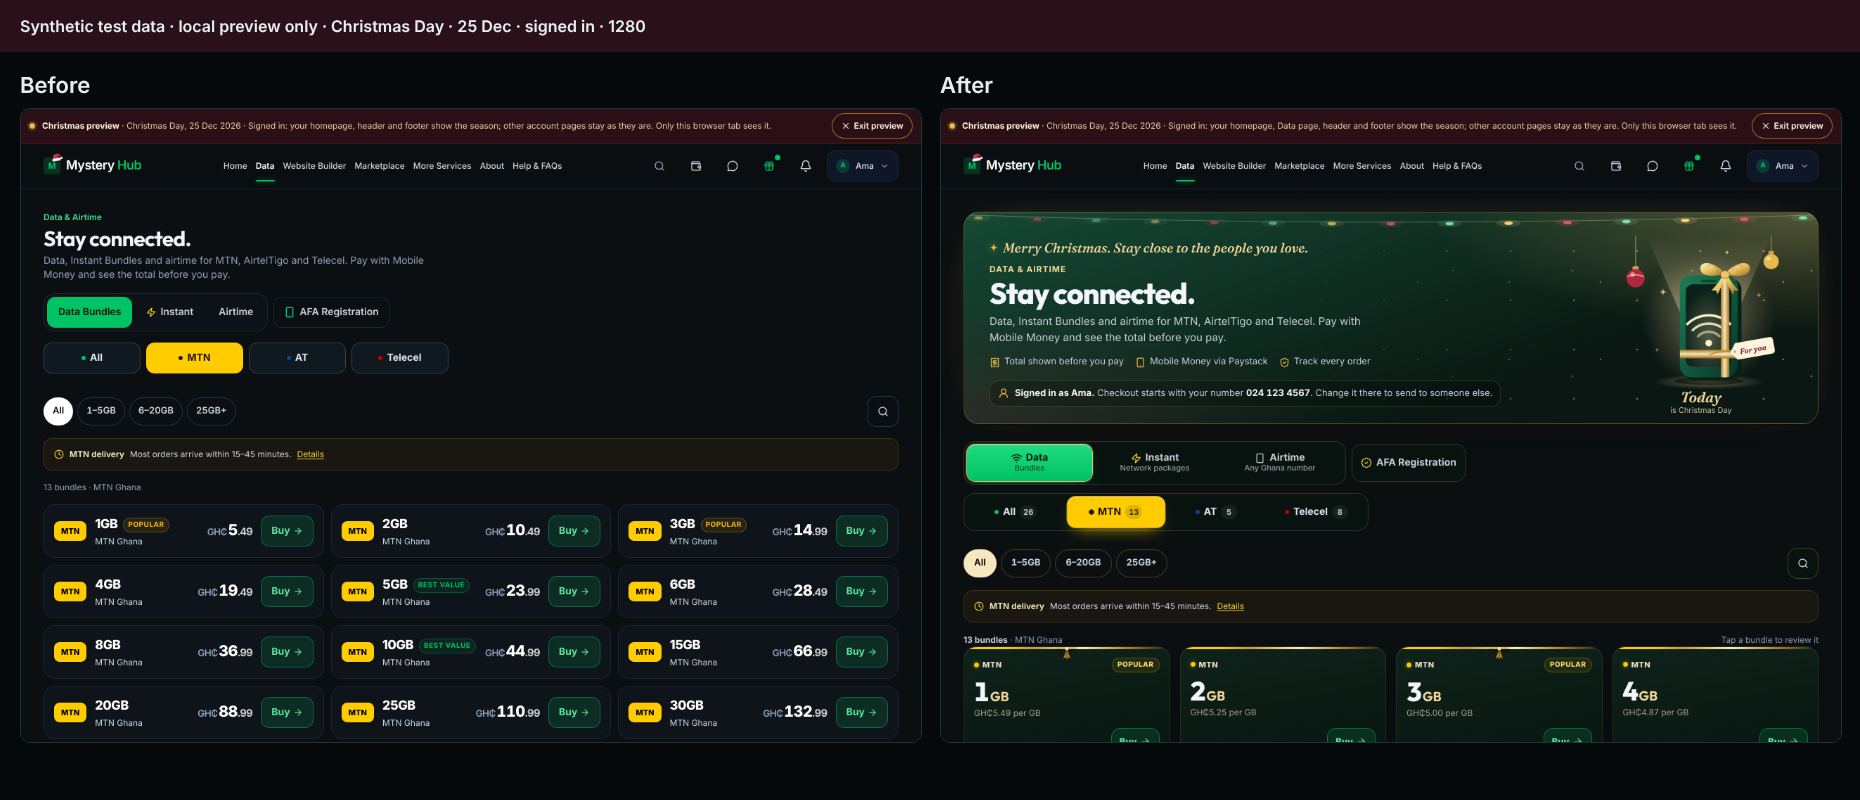 Synthetic test data · local preview only · Christmas Day · 25 Dec · signed in · 1280
Before
Christmas preview · Christmas Day, 25 Dec 2026 · Signed in: your homepage, header and footer show the season; other account pages stay as they are. Only this browser tab sees it.
× Exit preview
M Mystery Hub
Home Data Website Builder Marketplace More Services About Help & FAQs
A Ama
Data & Airtime
Stay connected.
Data, Instant Bundles and airtime for MTN, AirtelTigo and Telecel. Pay with Mobile
Money and see the total before you pay.
Data Bundles Instant Airtime AFA Registration
All MTN AT Telecel
All 1–5GB 6–20GB 25GB+
MTN delivery Most orders arrive within 15–45 minutes. Details
13 bundles · MTN Ghana
MTN 1GB POPULAR GH₵5.49 Buy →
MTN Ghana
MTN 2GB GH₵10.49 Buy →
MTN Ghana
MTN 3GB POPULAR GH₵14.99 Buy →
MTN Ghana
MTN 4GB GH₵19.49 Buy →
MTN Ghana
MTN 5GB BEST VALUE GH₵23.99 Buy →
MTN Ghana
MTN 6GB GH₵28.49 Buy →
MTN Ghana
MTN 8GB GH₵36.99 Buy →
MTN Ghana
MTN 10GB BEST VALUE GH₵44.99 Buy →
MTN Ghana
MTN 15GB GH₵66.99 Buy →
MTN Ghana
MTN 20GB GH₵88.99 Buy →
MTN Ghana
MTN 25GB GH₵110.99 Buy →
MTN Ghana
MTN 30GB GH₵132.99 Buy →
MTN Ghana
After
Christmas preview · Christmas Day, 25 Dec 2026 · Signed in: your homepage, Data page, header and footer show the season; other account pages stay as they are. Only this browser tab sees it.
× Exit preview
M Mystery Hub
Home Data Website Builder Marketplace More Services About Help & FAQs
A Ama
Merry Christmas. Stay close to the people you love.
DATA & AIRTIME
Stay connected.
Data, Instant Bundles and airtime for MTN, AirtelTigo and Telecel. Pay with
Mobile Money and see the total before you pay.
Total shown before you pay Mobile Money via Paystack Track every order
Signed in as Ama. Checkout starts with your number 024 123 4567. Change it there to send to someone else.
For you
Today
is Christmas Day
Data
Bundles
Instant
Network packages
Airtime
Any Ghana number
AFA Registration
All 26 MTN 13 AT 5 Telecel 8
All 1–5GB 6–20GB 25GB+
MTN delivery Most orders arrive within 15–45 minutes. Details
13 bundles · MTN Ghana
Tap a bundle to review it
MTN POPULAR
1GB
GH₵5.49 per GB
Buy →
MTN
2GB
GH₵5.25 per GB
Buy →
MTN POPULAR
3GB
GH₵5.00 per GB
Buy →
MTN
4GB
GH₵4.87 per GB
Buy →